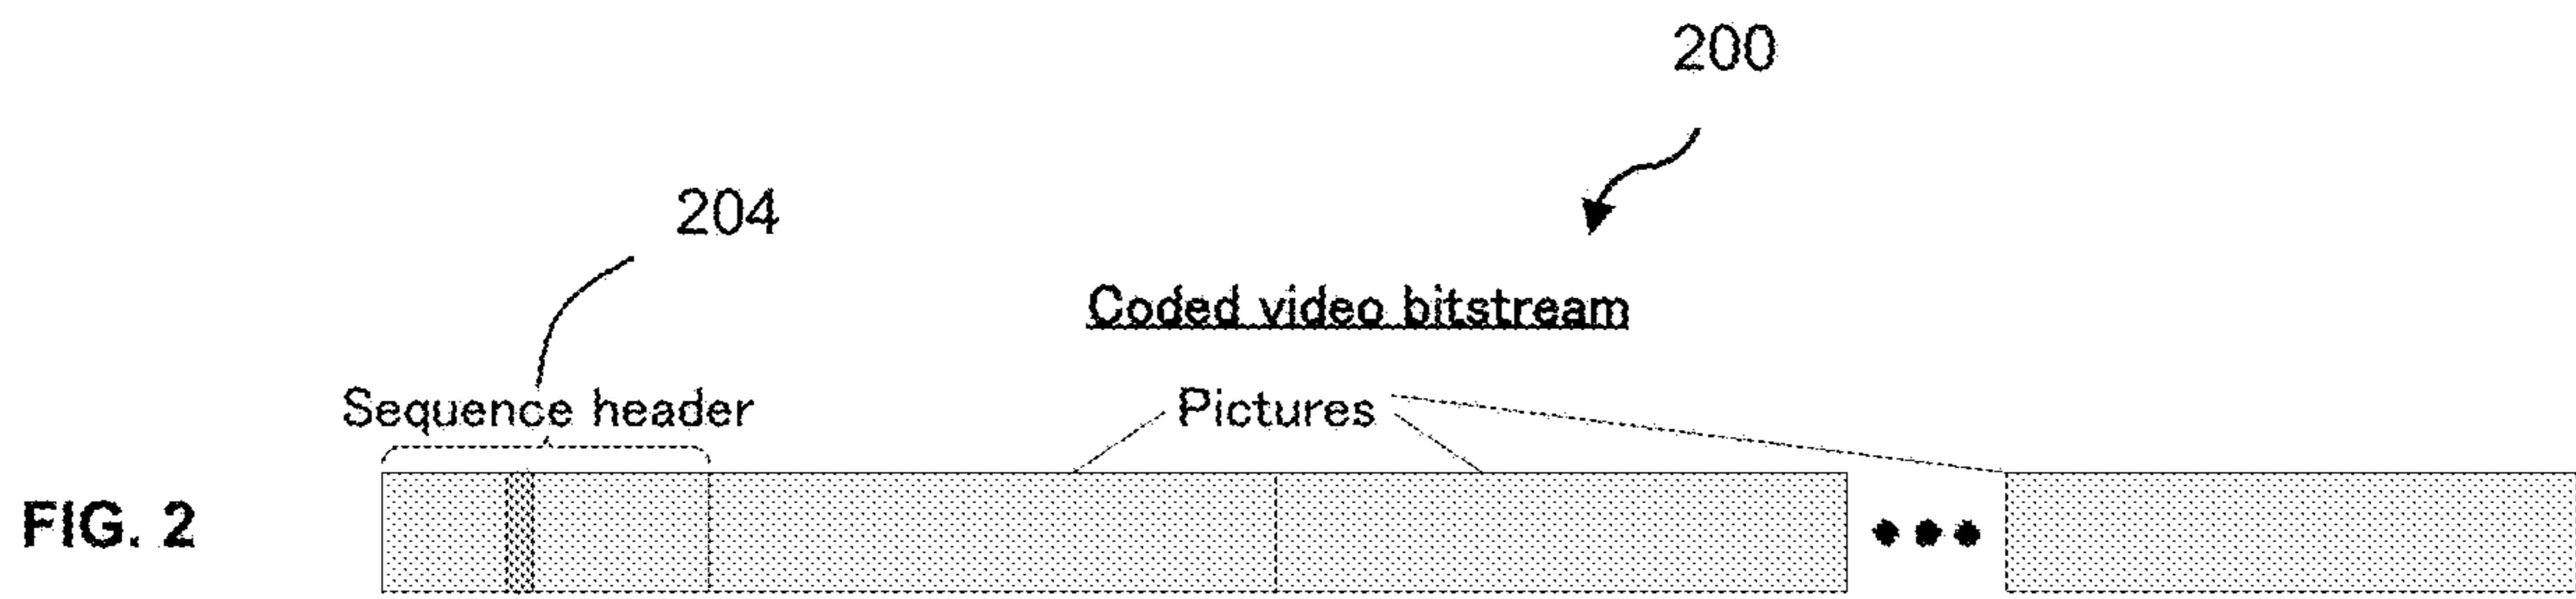 200
204
Coded video bitstream
Sequence header
Pictures
FIG. 2